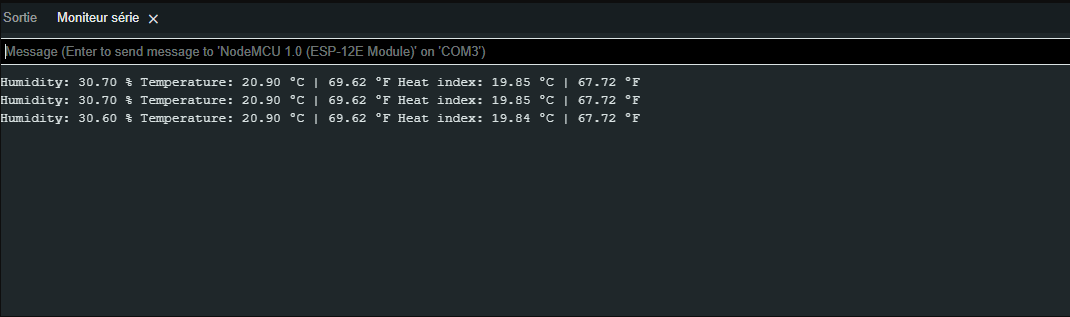 Sortie Moniteur série ×
Message (Enter to send message to 'NodeMCU 1.0 (ESP-12E Module)' on 'COM3')
Humidity: 30.70 % Temperature: 20.90 °C | 69.62 °F Heat index: 19.85 °C | 67.72 °F
Humidity: 30.70 % Temperature: 20.90 °C | 69.62 °F Heat index: 19.85 °C | 67.72 °F
Humidity: 30.60 % Temperature: 20.90 °C | 69.62 °F Heat index: 19.84 °C | 67.72 °F